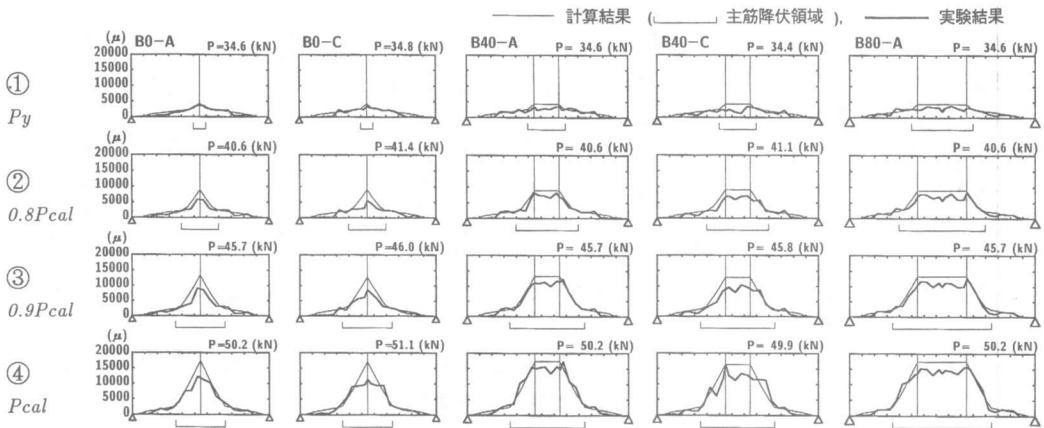 計算結果 ( 主筋降伏領域 ), 実験結果
(μ) B0-A P=34.6 (kN) B0-C P=34.8 (kN) B40-A P= 34.6 (kN) B40-C P= 34.4 (kN) B80-A P= 34.6 (kN)
20000
15000
① 10000
5000
Py 0
(μ) P=40.6 (kN) P=41.4 (kN) P= 40.6 (kN) P= 41.1 (kN) P= 40.6 (kN)
20000
② 15000
10000
0.8Pcal 5000
0
(μ) P=45.7 (kN) P=46.0 (kN) P= 45.7 (kN) P= 45.8 (kN) P= 45.7 (kN)
20000
③ 15000
10000
0.9Pcal 5000
0
(μ) P=50.2 (kN) P=51.1 (kN) P= 50.2 (kN) P= 49.9 (kN) P= 50.2 (kN)
20000
④ 15000
10000
Pcal 5000
0